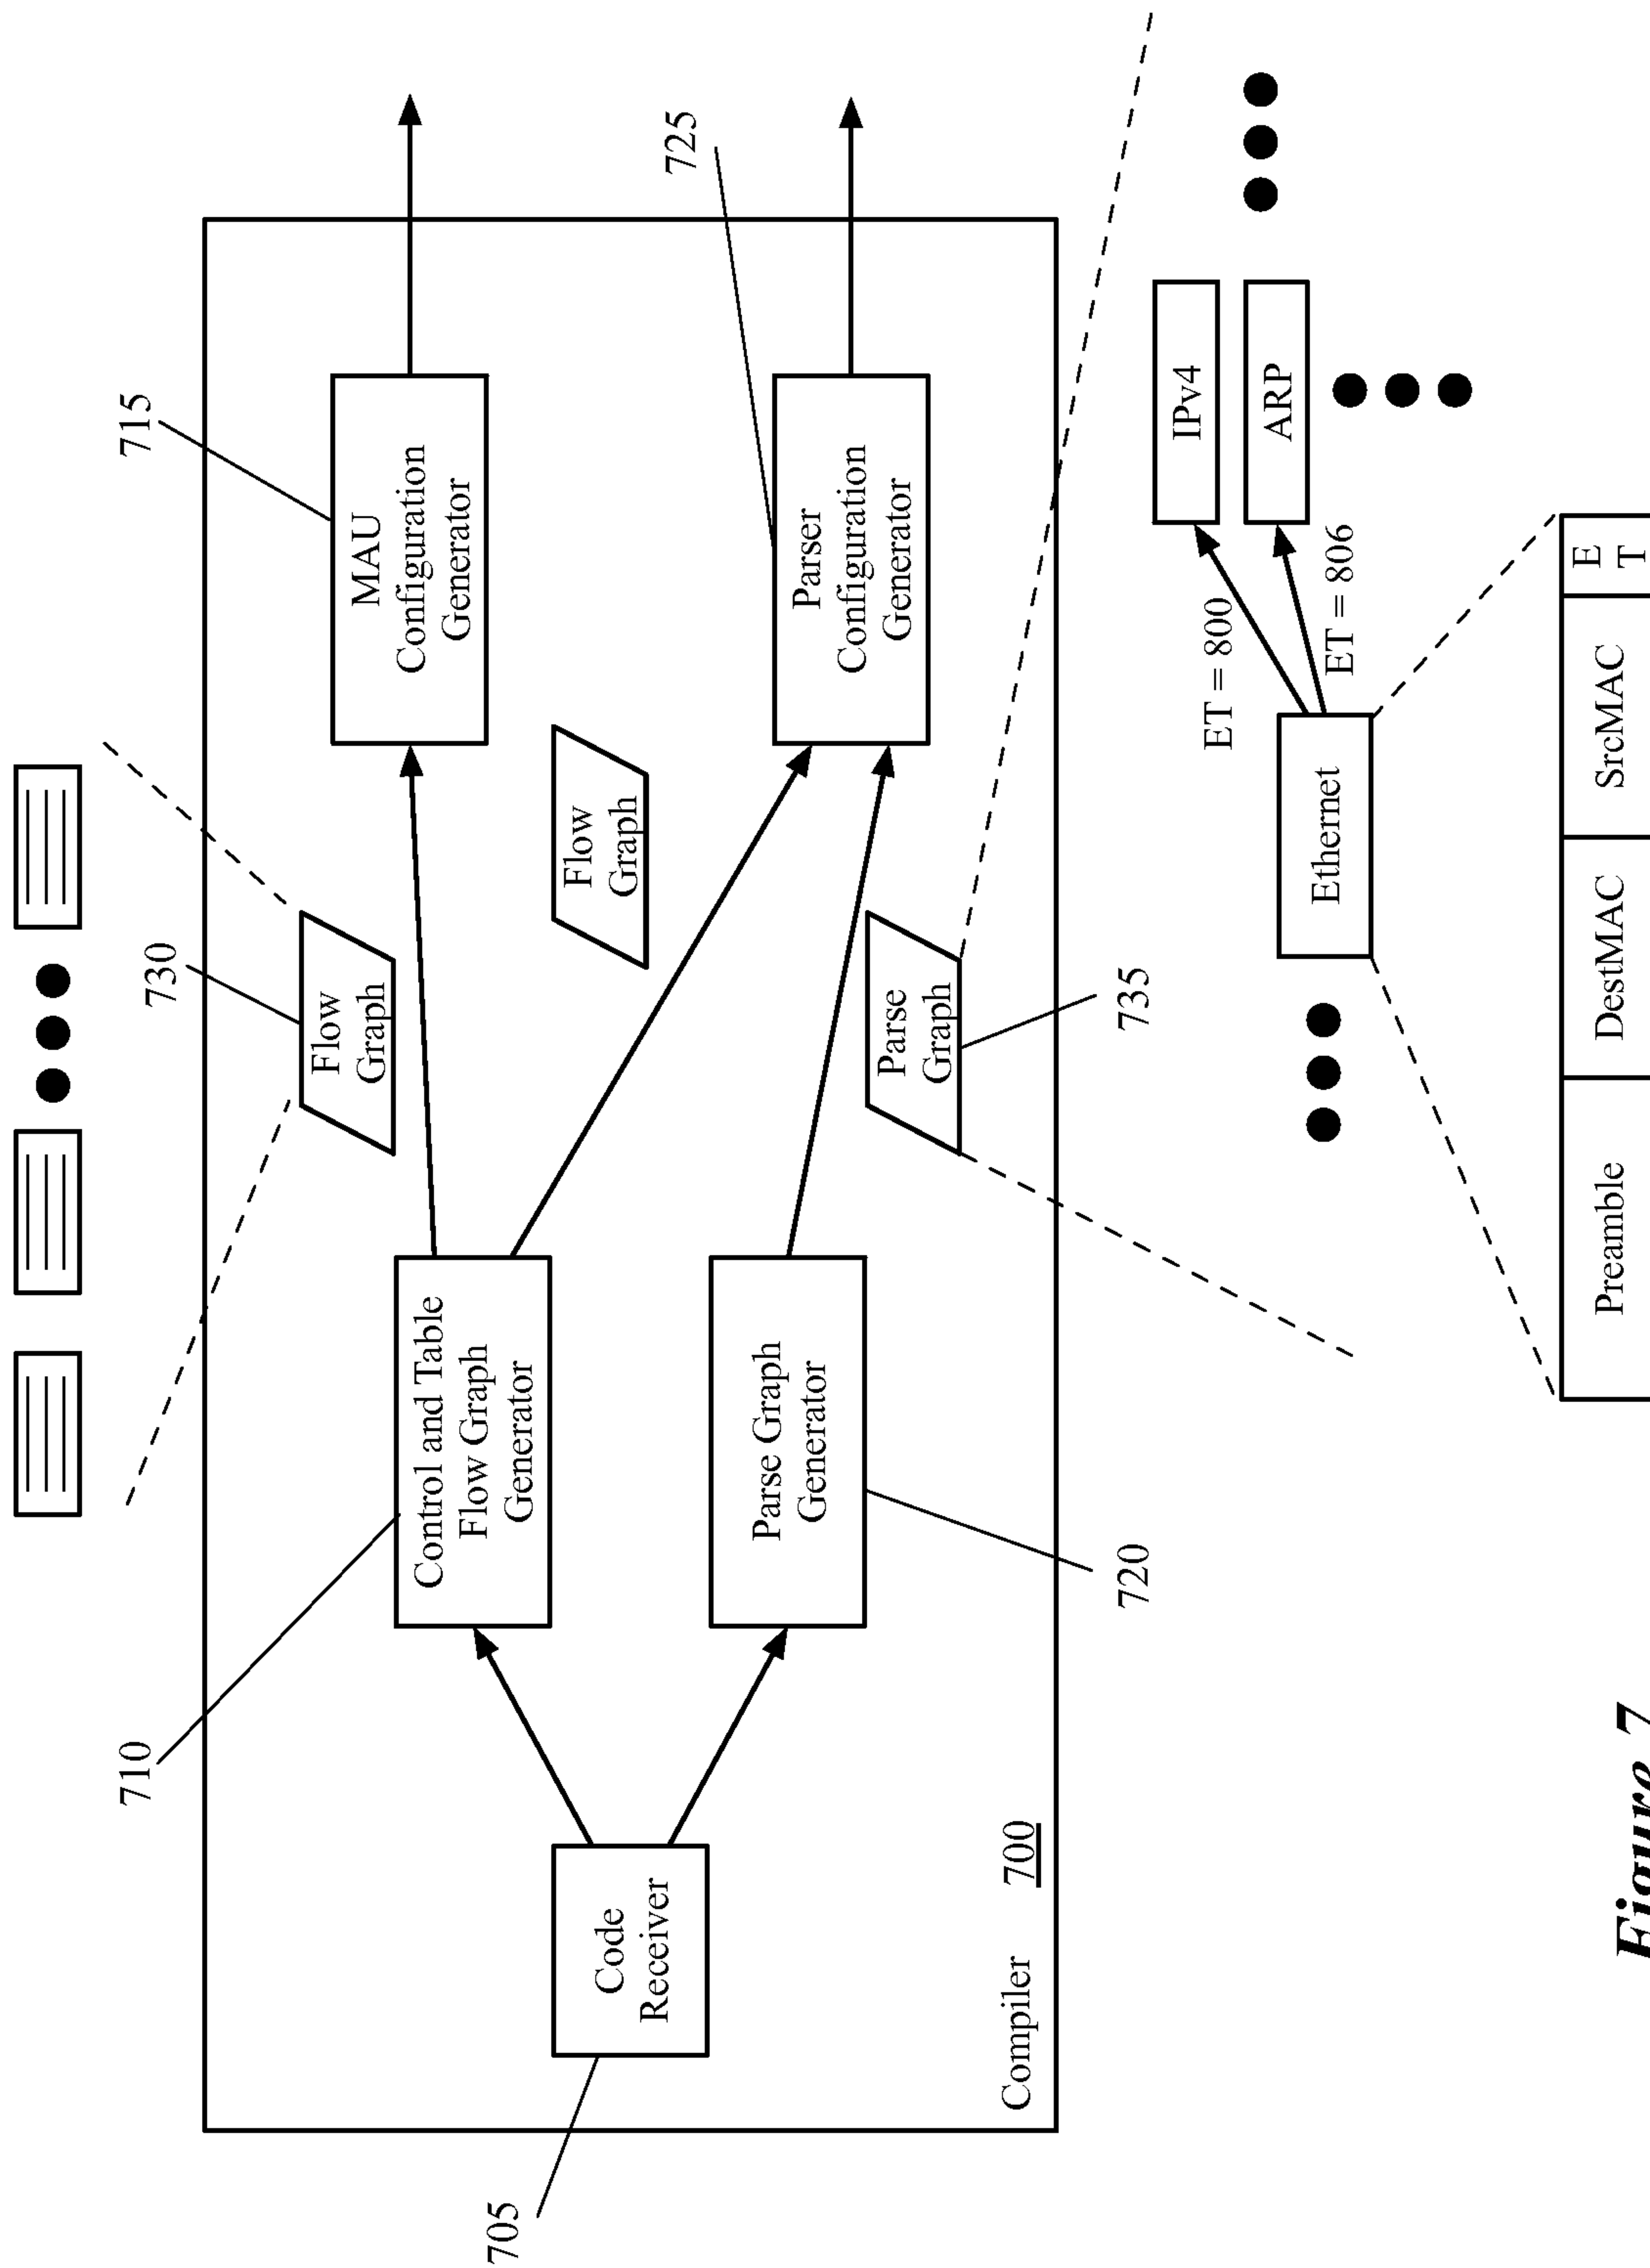 730
715
710
Flow
Graph
MAU
Configuration
Generator
Control and Table
Flow Graph
Generator
Flow
Graph
725
Code
Receiver
705
Parse Graph
Generator
Parser
Configuration
Generator
Parse
Graph
Compiler 700
720
735
IPv4
ARP
ET = 800
ET = 806
Ethernet
Preamble
DestMAC
SrcMAC
E
T
Figure 7